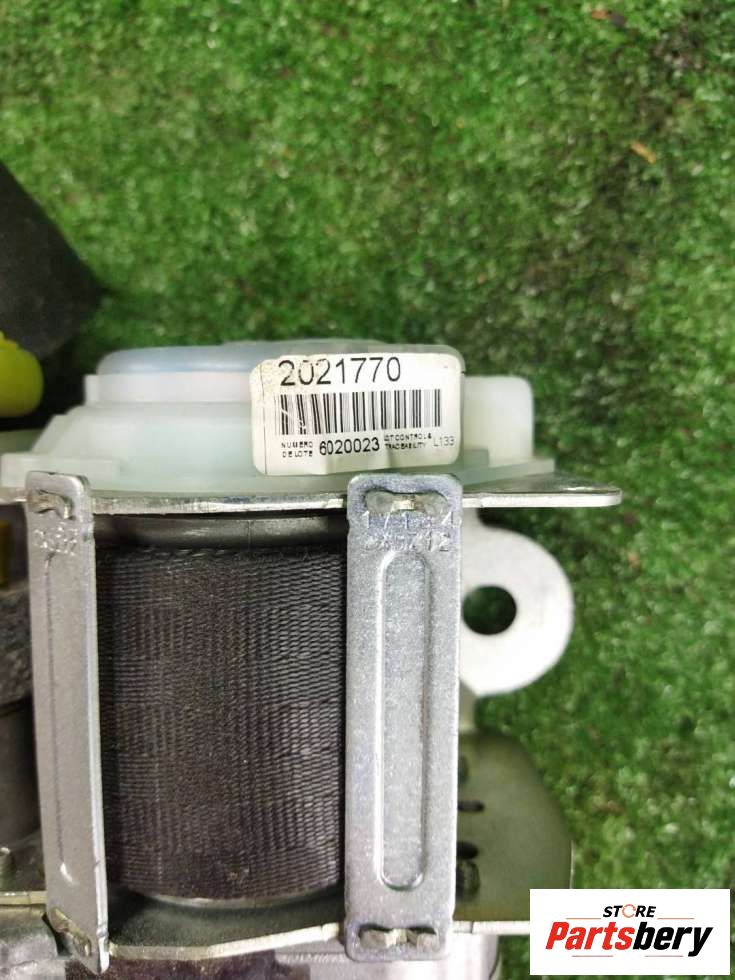 2021770
NUMERO
DE LOTE
6020023
LOT CONTROL &
TRACEABILITY
L133
STORE
Partsbery